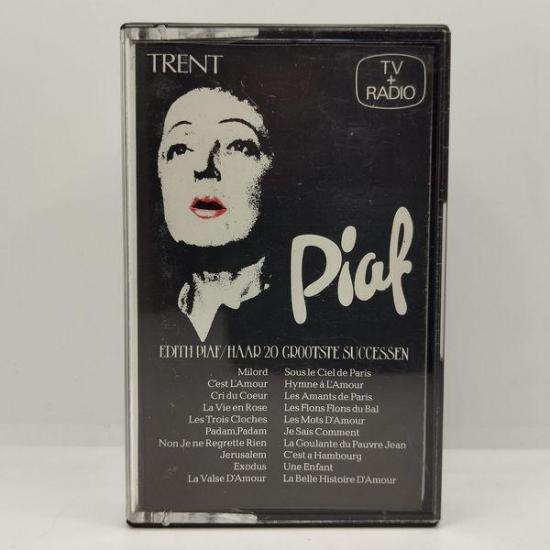 TRENT
TV
+
RADIO
Piaf
EDITH PIAF/HAAR 20 GROOTSTE SUCCESSEN
Milord
C'est L'Amour
Cri du Coeur
La Vie en Rose
Les Trois Cloches
Padam,Padam
Non Je ne Regrette Rien
Jerusalem
Exodus
La Valse D'Amour
Sous le Ciel de Paris
Hymne à L'Amour
Les Amants de Paris
Les Flons Flons du Bal
Les Mots D'Amour
Je Sais Comment
La Goulante du Pauvre Jean
C'est a Hambourg
Une Enfant
La Belle Histoire D'Amour